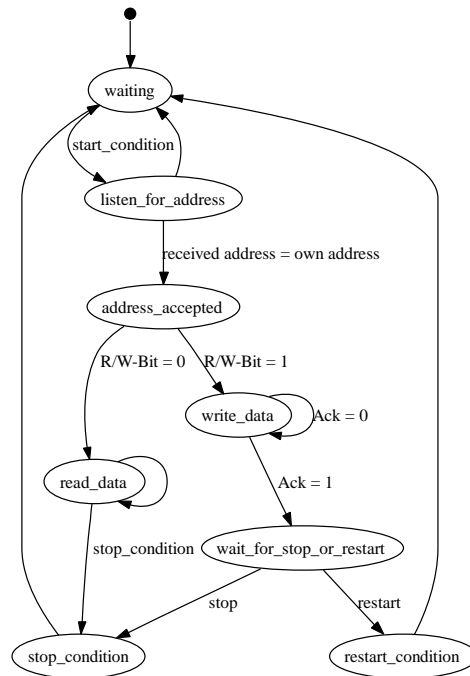 waiting
start_condition
listen_for_address
received address = own address
address_accepted
R/W-Bit = 0
R/W-Bit = 1
write_data
Ack = 0
read_data
Ack = 1
stop_condition
wait_for_stop_or_restart
stop
restart
stop_condition
restart_condition